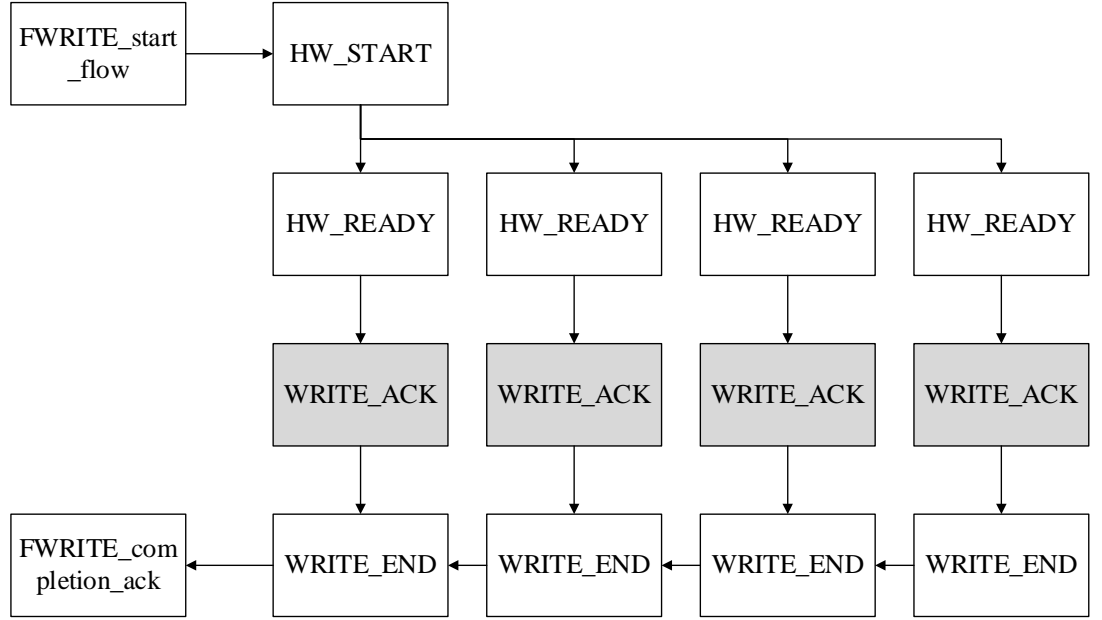 FWRITE_start
_flow
HW_START
HW_READY
HW_READY
HW_READY
HW_READY
WRITE_ACK
WRITE_ACK
WRITE_ACK
WRITE_ACK
FWRITE_com
pletion_ack
WRITE_END
WRITE_END
WRITE_END
WRITE_END